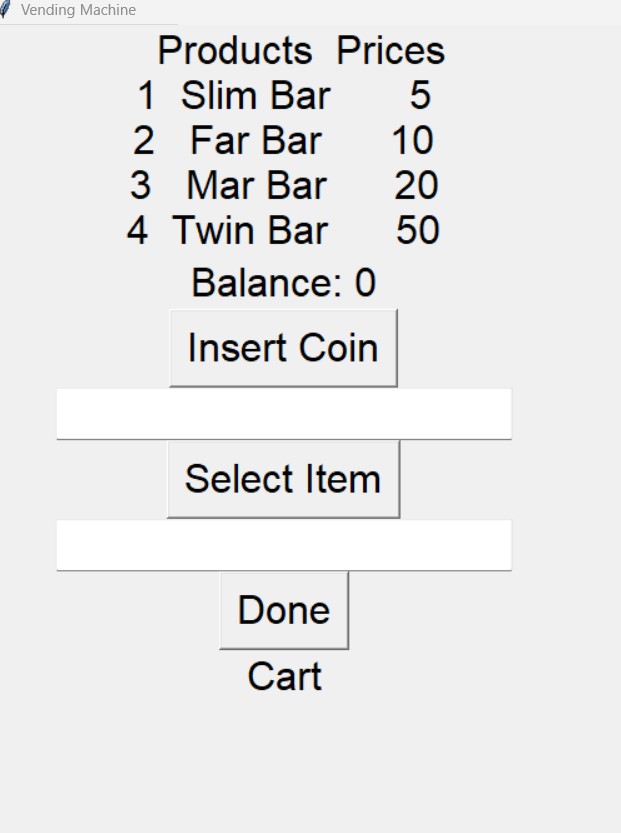 Vending Machine
Products Prices
1 Slim Bar 5
2 Far Bar 10
3 Mar Bar 20
4 Twin Bar 50
Balance: 0
Insert Coin
Select Item
Done
Cart